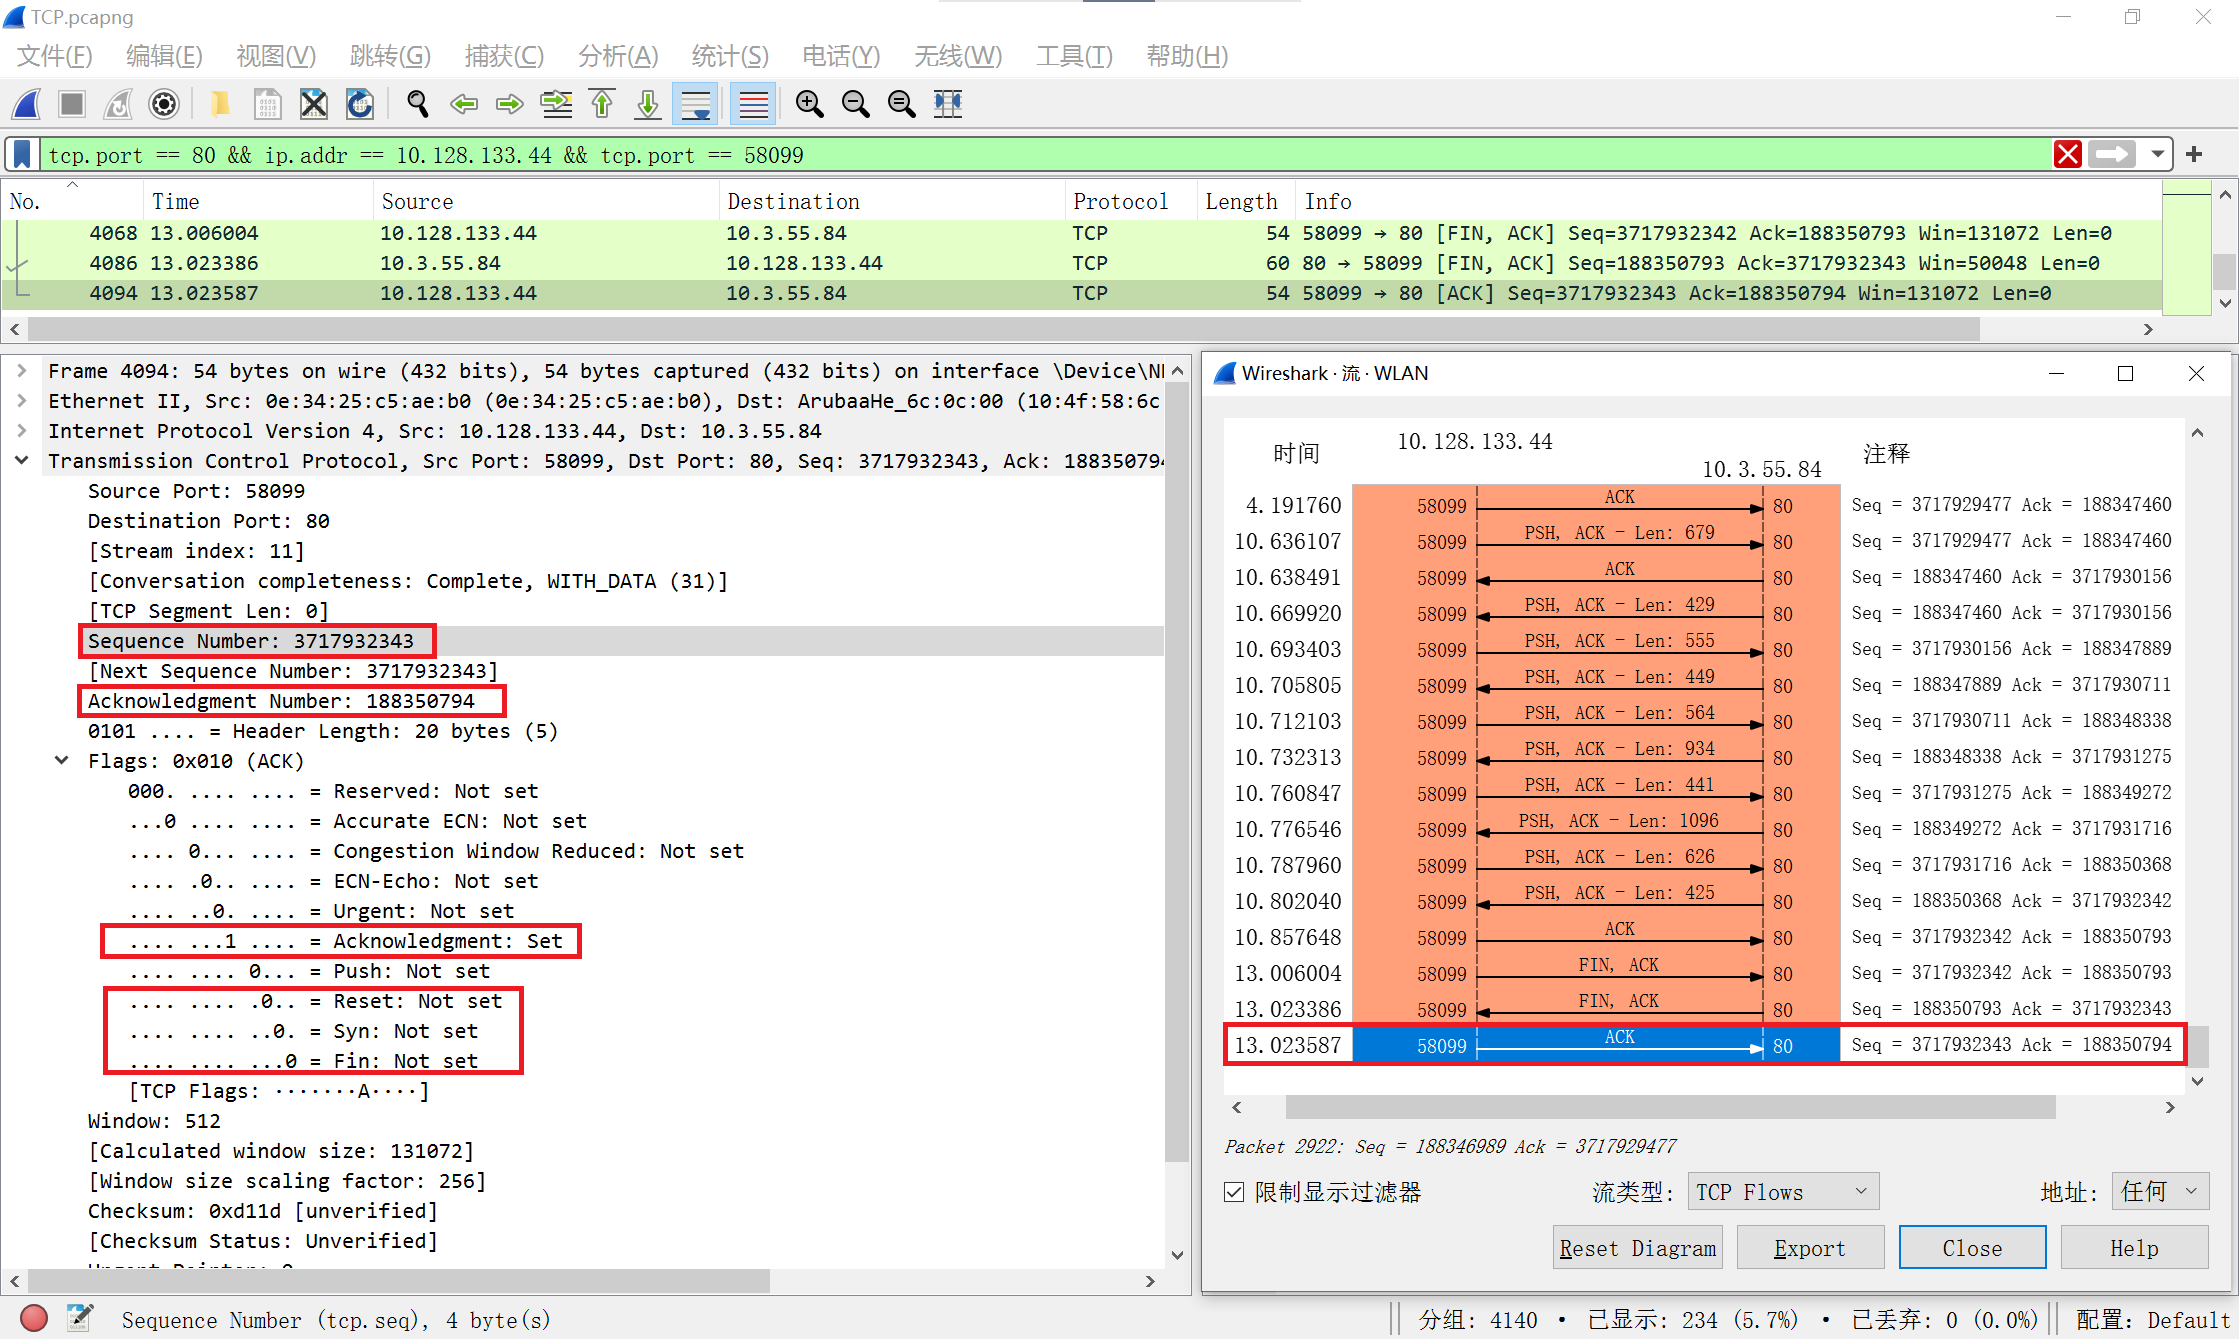 TCP.pcapng
文件(F) 编辑(E) 视图(V) 跳转(G) 捕获(C) 分析(A) 统计(S) 电话(Y) 无线(W) 工具(T) 帮助(H)
tcp.port == 80 && ip.addr == 10.128.133.44 && tcp.port == 58099
No. Time Source Destination Protocol Length Info
4068 13.006004 10.128.133.44 10.3.55.84 TCP 54 58099 → 80 [FIN, ACK] Seq=3717932342 Ack=188350793 Win=131072 Len=0
4086 13.023386 10.3.55.84 10.128.133.44 TCP 60 80 → 58099 [FIN, ACK] Seq=188350793 Ack=3717932343 Win=50048 Len=0
4094 13.023587 10.128.133.44 10.3.55.84 TCP 54 58099 → 80 [ACK] Seq=3717932343 Ack=188350794 Win=131072 Len=0
Frame 4094: 54 bytes on wire (432 bits), 54 bytes captured (432 bits) on interface \Device\N
Ethernet II, Src: 0e:34:25:c5:ae:b0 (0e:34:25:c5:ae:b0), Dst: ArubaaHe_6c:0c:00 (10:4f:58:6c
Internet Protocol Version 4, Src: 10.128.133.44, Dst: 10.3.55.84
Transmission Control Protocol, Src Port: 58099, Dst Port: 80, Seq: 3717932343, Ack: 188350794
Source Port: 58099
Destination Port: 80
[Stream index: 11]
[Conversation completeness: Complete, WITH_DATA (31)]
[TCP Segment Len: 0]
Sequence Number: 3717932343
[Next Sequence Number: 3717932343]
Acknowledgment Number: 188350794
0101 .... = Header Length: 20 bytes (5)
Flags: 0x010 (ACK)
000. .... .... = Reserved: Not set
...0 .... .... = Accurate ECN: Not set
.... 0... .... = Congestion Window Reduced: Not set
.... .0.. .... = ECN-Echo: Not set
.... ..0. .... = Urgent: Not set
.... ...1 .... = Acknowledgment: Set
.... .... 0... = Push: Not set
.... .... .0.. = Reset: Not set
.... .... ..0. = Syn: Not set
.... .... ...0 = Fin: Not set
[TCP Flags: ·······A····]
Window: 512
[Calculated window size: 131072]
[Window size scaling factor: 256]
Checksum: 0xd11d [unverified]
[Checksum Status: Unverified]
Wireshark · 流 · WLAN
时间 10.128.133.44 10.3.55.84 注释
4.191760 58099 ACK 80 Seq = 3717929477 Ack = 188347460
10.636107 58099 PSH, ACK - Len: 679 80 Seq = 3717929477 Ack = 188347460
10.638491 58099 ACK 80 Seq = 188347460 Ack = 3717930156
10.669920 58099 PSH, ACK - Len: 429 80 Seq = 188347460 Ack = 3717930156
10.693403 58099 PSH, ACK - Len: 555 80 Seq = 3717930156 Ack = 188347889
10.705805 58099 PSH, ACK - Len: 449 80 Seq = 188347889 Ack = 3717930711
10.712103 58099 PSH, ACK - Len: 564 80 Seq = 3717930711 Ack = 188348338
10.732313 58099 PSH, ACK - Len: 934 80 Seq = 188348338 Ack = 3717931275
10.760847 58099 PSH, ACK - Len: 441 80 Seq = 3717931275 Ack = 188349272
10.776546 58099 PSH, ACK - Len: 1096 80 Seq = 188349272 Ack = 3717931716
10.787960 58099 PSH, ACK - Len: 626 80 Seq = 3717931716 Ack = 188350368
10.802040 58099 PSH, ACK - Len: 425 80 Seq = 188350368 Ack = 3717932342
10.857648 58099 ACK 80 Seq = 3717932342 Ack = 188350793
13.006004 58099 FIN, ACK 80 Seq = 3717932342 Ack = 188350793
13.023386 58099 FIN, ACK 80 Seq = 188350793 Ack = 3717932343
13.023587 58099 ACK 80 Seq = 3717932343 Ack = 188350794
Packet 2922: Seq = 188346989 Ack = 3717929477
限制显示过滤器 流类型: TCP Flows 地址: 任何
Reset Diagram Export Close Help
Sequence Number (tcp.seq), 4 byte(s) 分组: 4140 · 已显示: 234 (5.7%) · 已丢弃: 0 (0.0%) 配置: Default